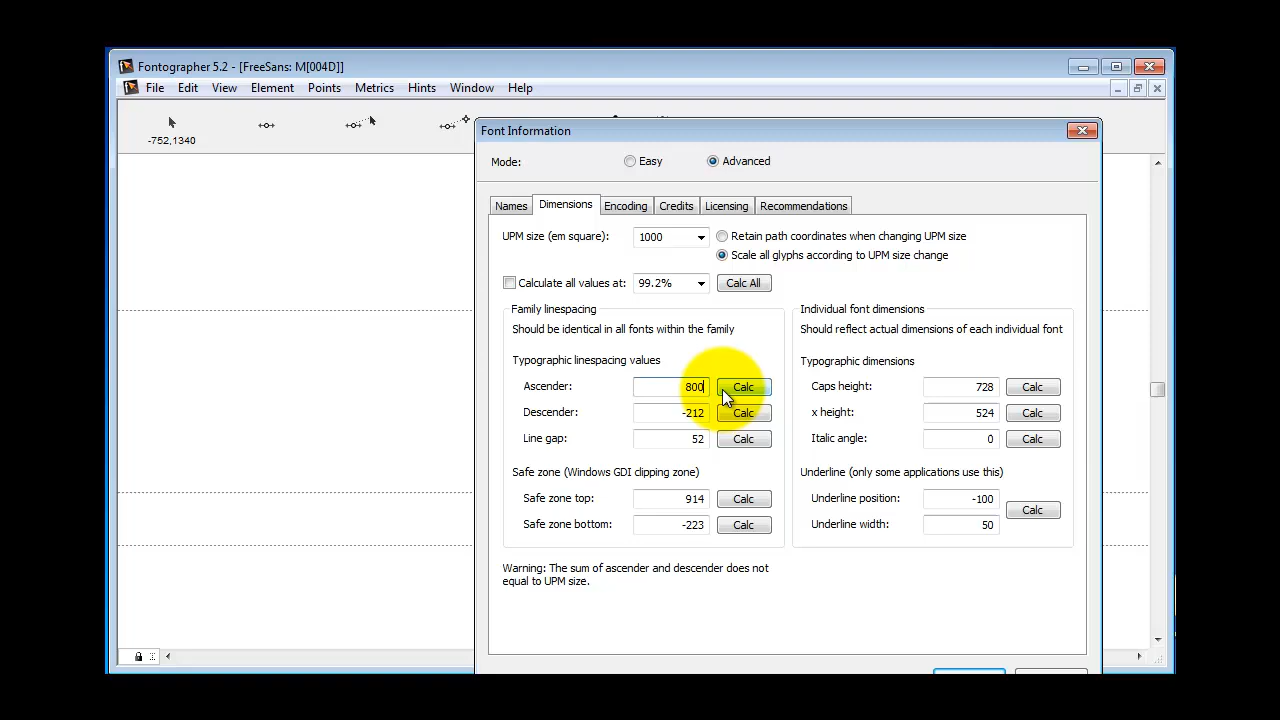 Fontographer 5.2 - [FreeSans: M[004D]]
File Edit View Element Points Metrics Hints Window Help
-752,1340
Font Information
Mode: Easy Advanced
Names Dimensions Encoding Credits Licensing Recommendations
UPM size (em square): 1000 Retain path coordinates when changing UPM size
Scale all glyphs according to UPM size change
Calculate all values at: 99.2% Calc All
Family linespacing
Should be identical in all fonts within the family
Typographic linespacing values
Ascender: 800 Calc
Descender: -212 Calc
Line gap: 52 Calc
Safe zone (Windows GDI clipping zone)
Safe zone top: 914 Calc
Safe zone bottom: -223 Calc
Individual font dimensions
Should reflect actual dimensions of each individual font
Typographic dimensions
Caps height: 728 Calc
x height: 524 Calc
Italic angle: 0 Calc
Underline (only some applications use this)
Underline position: -100 Calc
Underline width: 50
Warning: The sum of ascender and descender does not
equal to UPM size.